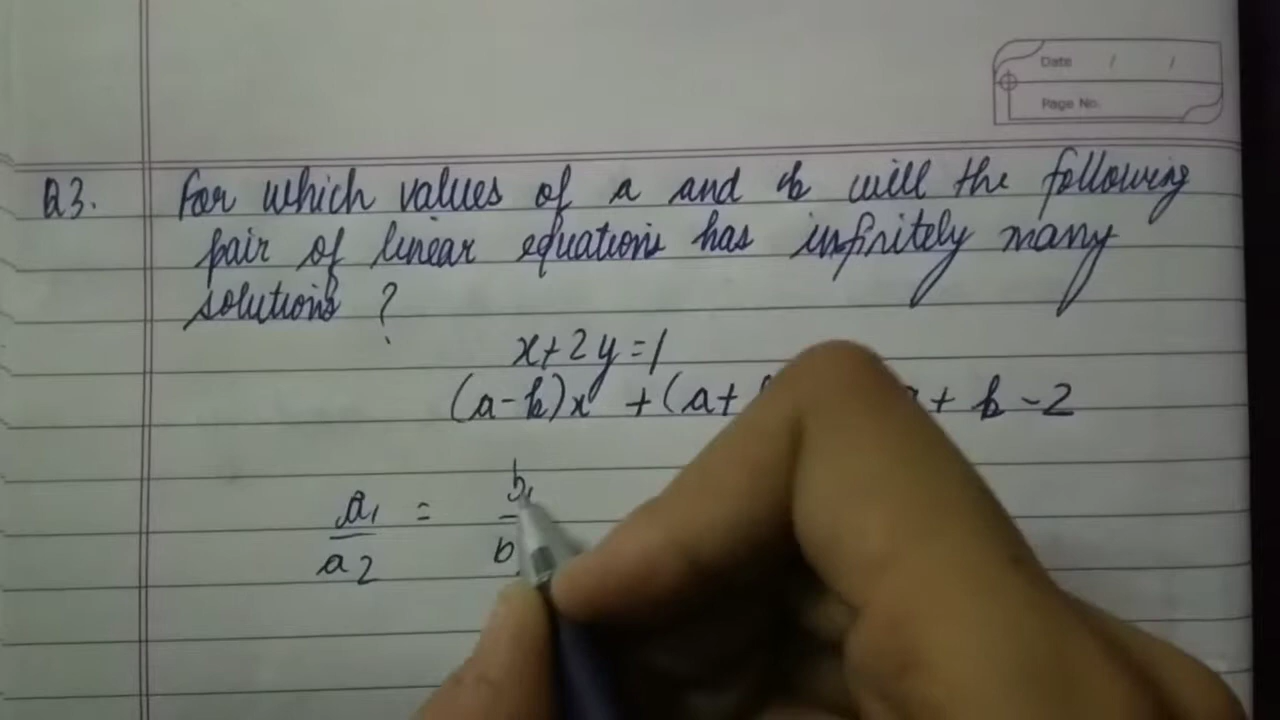 Date / /
Page No.
Q3. For which values of a and b will the following
pair of linear equations has infinitely many
solutions ?
x+2y=1
(a-b)x + (a+ + b -2
a₁ = b₁
a₂ b